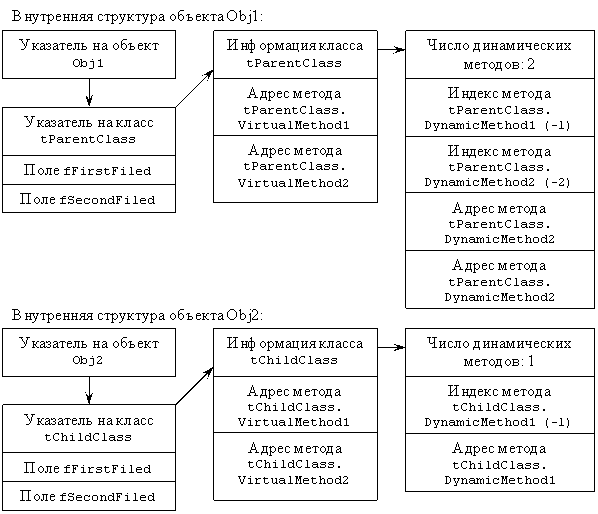 Внутренняя структура объекта Obj1:
Указатель на объект
Obj1
Указатель на класс
tParentClass
Поле fFirstFiled
Поле fSecondFiled
Информация класса
tParentClass
Адрес метода
tParentClass.
VirtualMethod1
Адрес метода
tParentClass.
VirtualMethod2
Число динамических
методов: 2
Индекс метода
tParentClass.
DynamicMethod1 (-1)
Индекс метода
tParentClass.
DynamicMethod2 (-2)
Адрес метода
tParentClass.
DynamicMethod2
Адрес метода
tParentClass.
DynamicMethod2
Внутренняя структура объекта Obj2:
Указатель на объект
Obj2
Указатель на класс
tChildClass
Поле fFirstFiled
Поле fSecondFiled
Информация класса
tChildClass
Адрес метода
tChildClass.
VirtualMethod1
Адрес метода
tChildClass.
VirtualMethod2
Число динамических
методов: 1
Индекс метода
tChildClass.
DynamicMethod1 (-1)
Адрес метода
tChildClass.
DynamicMethod1